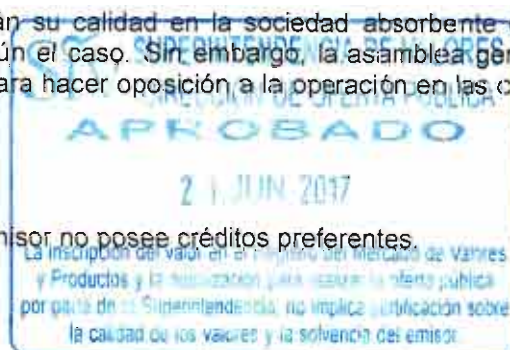 án su calidad en la sociedad absorbente
SUPERINTENDENCIA DE VALORES
ún el caso. Sin embargo, la asamblea gen
ara hacer oposición a la operación en las c
DIRECCIÓN DE OFERTA PÚBLICA
APROBADO
2 JUN 2017
misor no posee créditos preferentes.
La inscripción del valor en el Registro del Mercado de Valores
y Productos y la autorización para realizar la oferta pública
por parte de la Superintendencia, no implica certificación sobre
la calidad de los valores y la solvencia del emisor